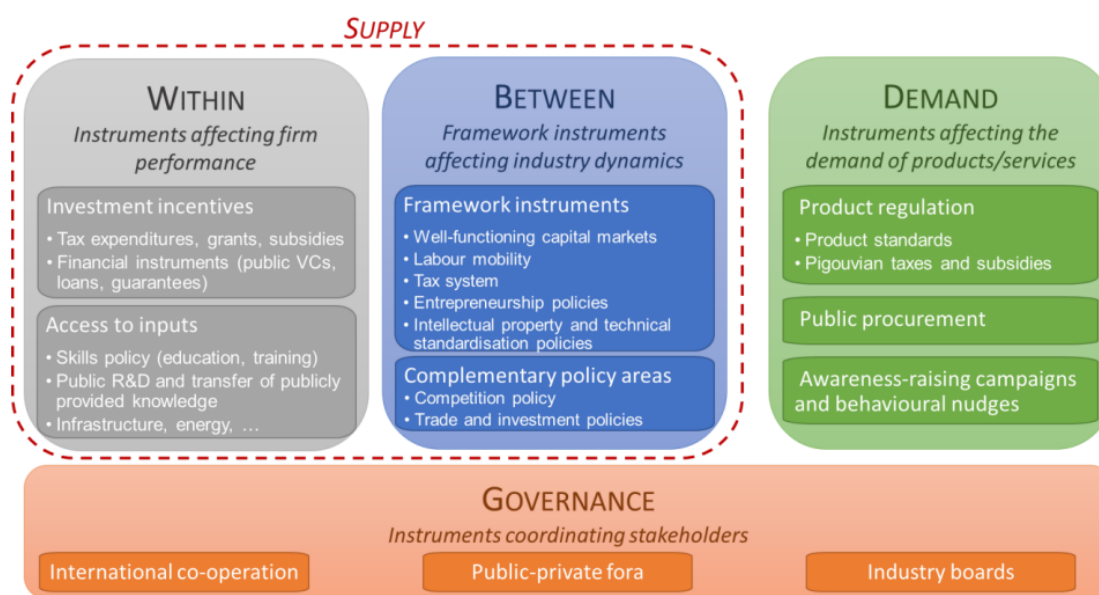 SUPPLY
WITHIN
Instruments affecting firm
performance
Investment incentives
• Tax expenditures, grants, subsidies
• Financial instruments (public VCs,
loans, guarantees)
Access to inputs
• Skills policy (education, training)
• Public R&D and transfer of publicly
provided knowledge
• Infrastructure, energy, …
BETWEEN
Framework instruments
affecting industry dynamics
Framework instruments
• Well-functioning capital markets
• Labour mobility
• Tax system
• Entrepreneurship policies
• Intellectual property and technical
standardisation policies
Complementary policy areas
• Competition policy
• Trade and investment policies
DEMAND
Instruments affecting the
demand of products/services
Product regulation
• Product standards
• Pigouvian taxes and subsidies
Public procurement
Awareness-raising campaigns
and behavioural nudges
GOVERNANCE
Instruments coordinating stakeholders
International co-operation
Public-private fora
Industry boards